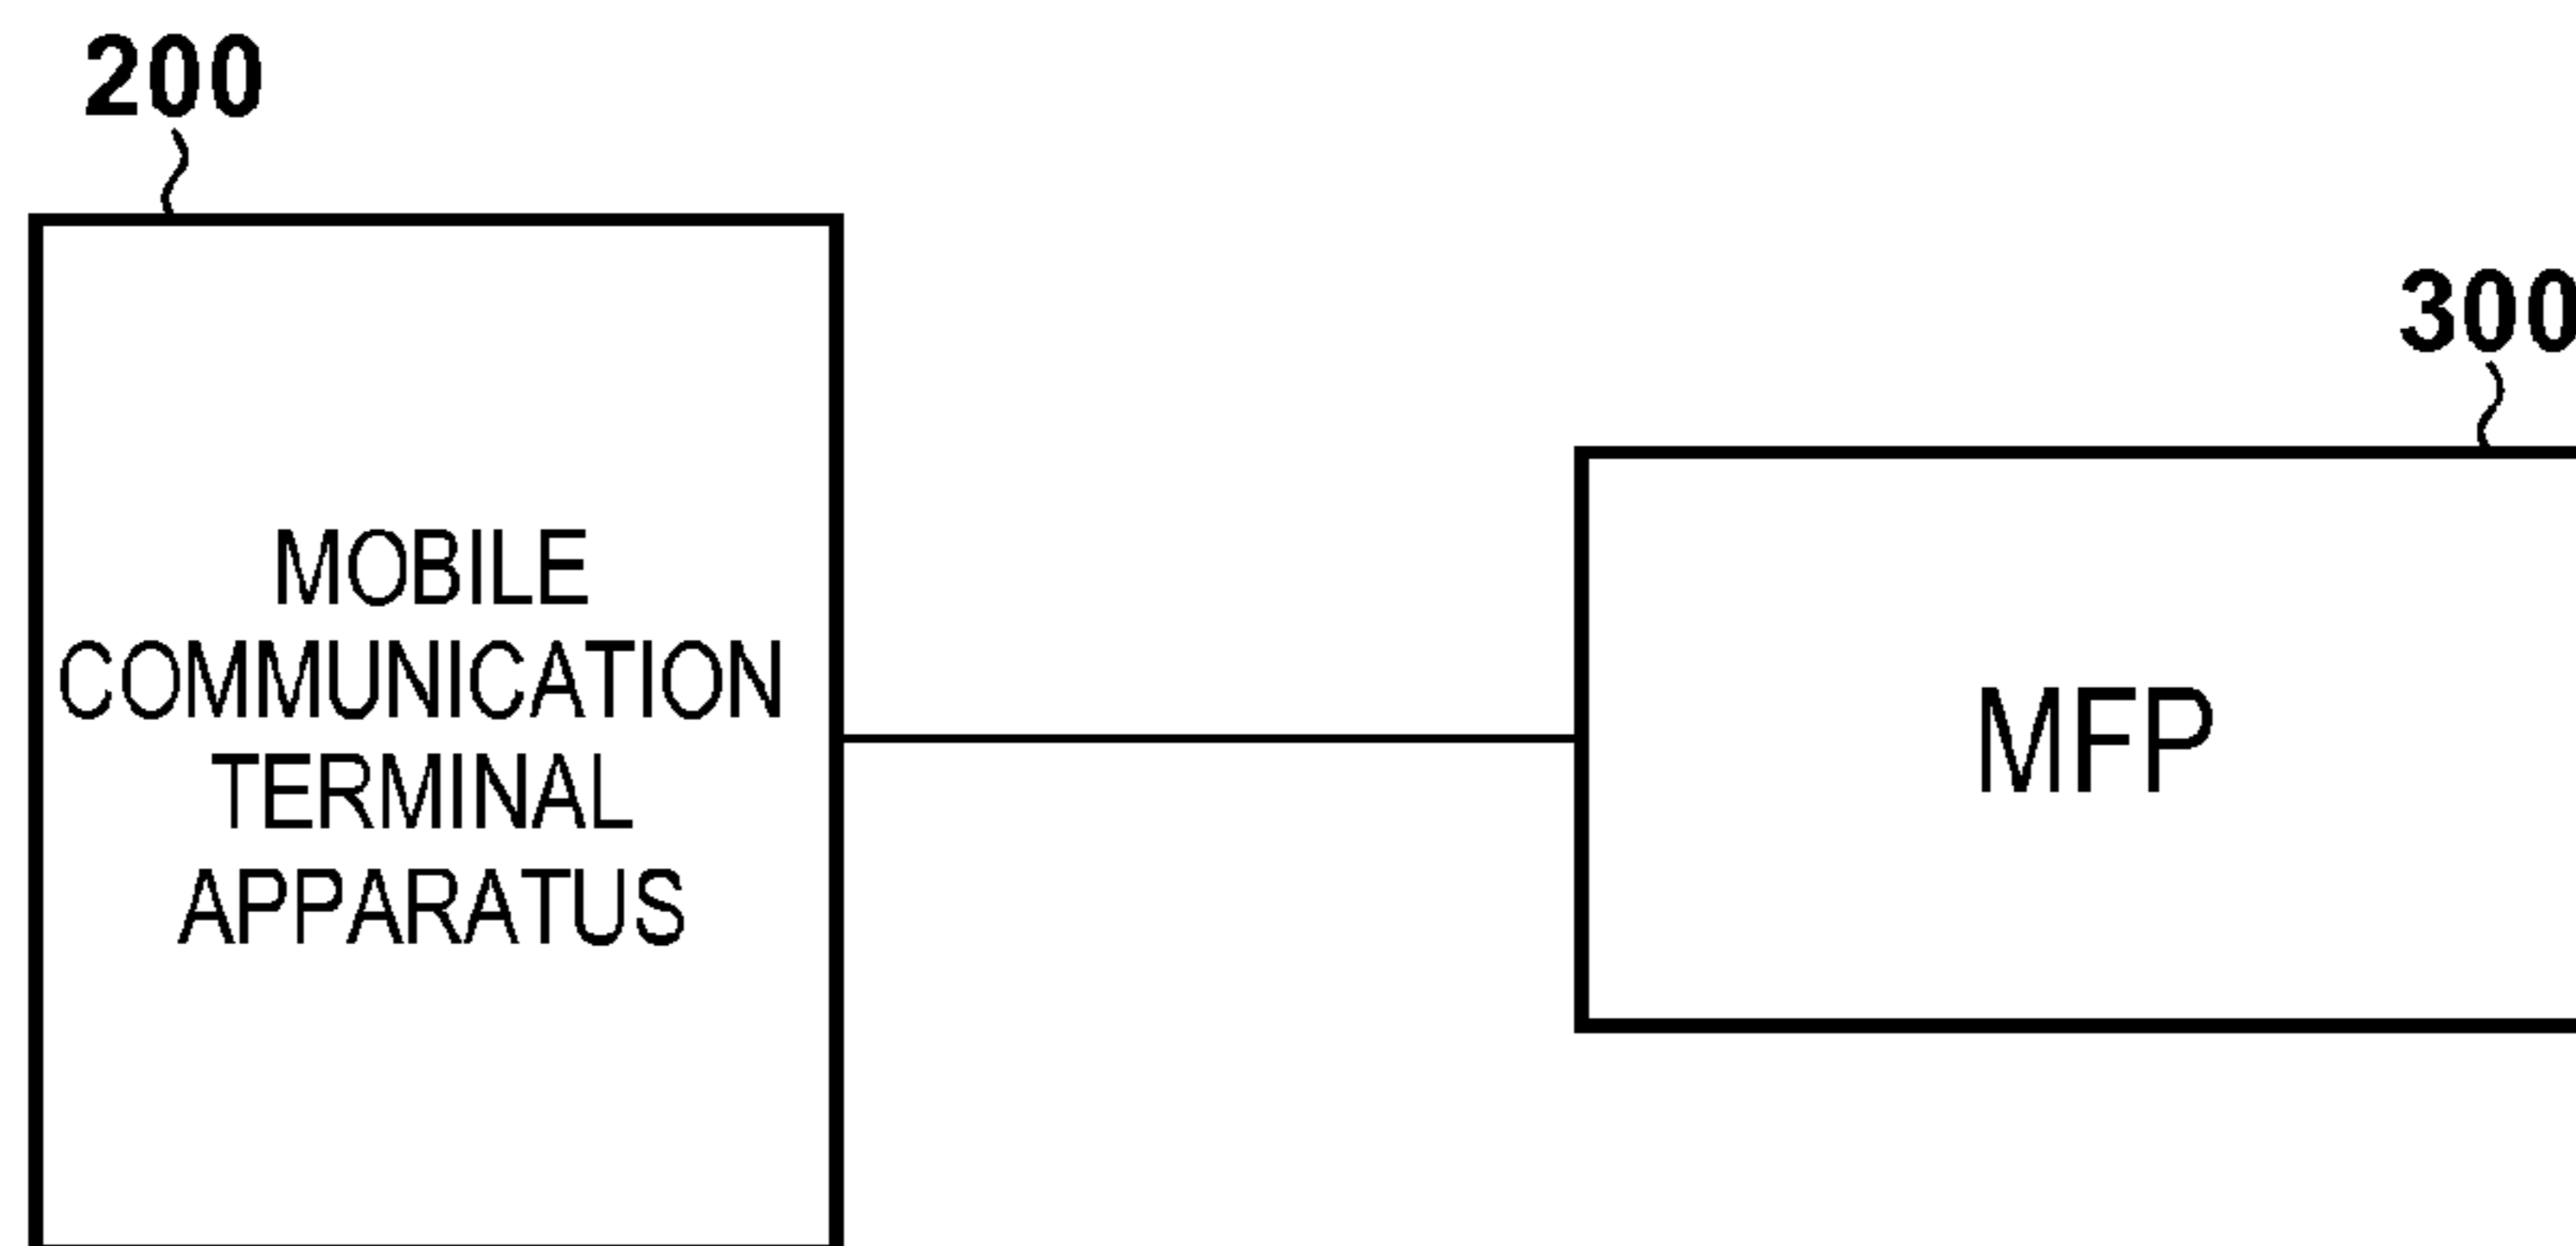 200
300
MOBILE
COMMUNICATION
TERMINAL
APPARATUS
MFP